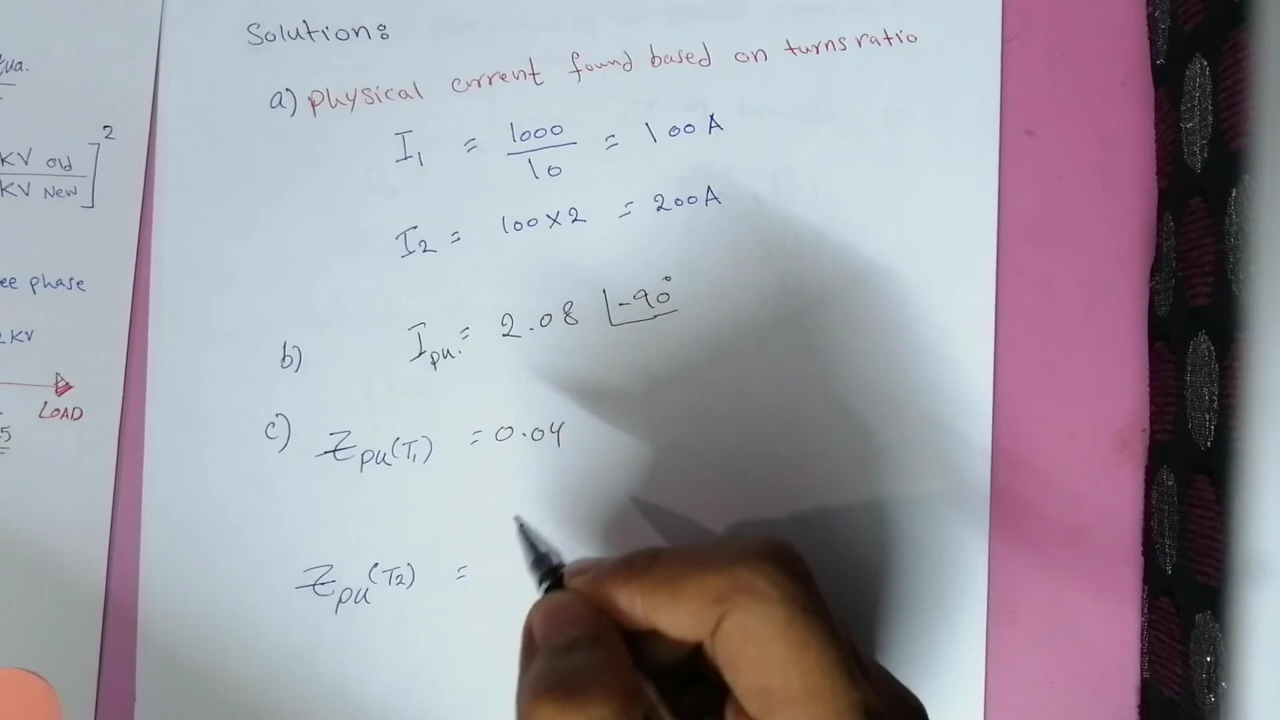 ee phase
LOAD
5
KV Old
KV New
2
Solution:
a) physical current found based on turns ratio
I1 = 1000/10 = 100 A
I2 = 100 X 2 = 200 A
b) Ipu. = 2.08 ∠-90°
c) Zpu(T1) = 0.04
Zpu(T2) =